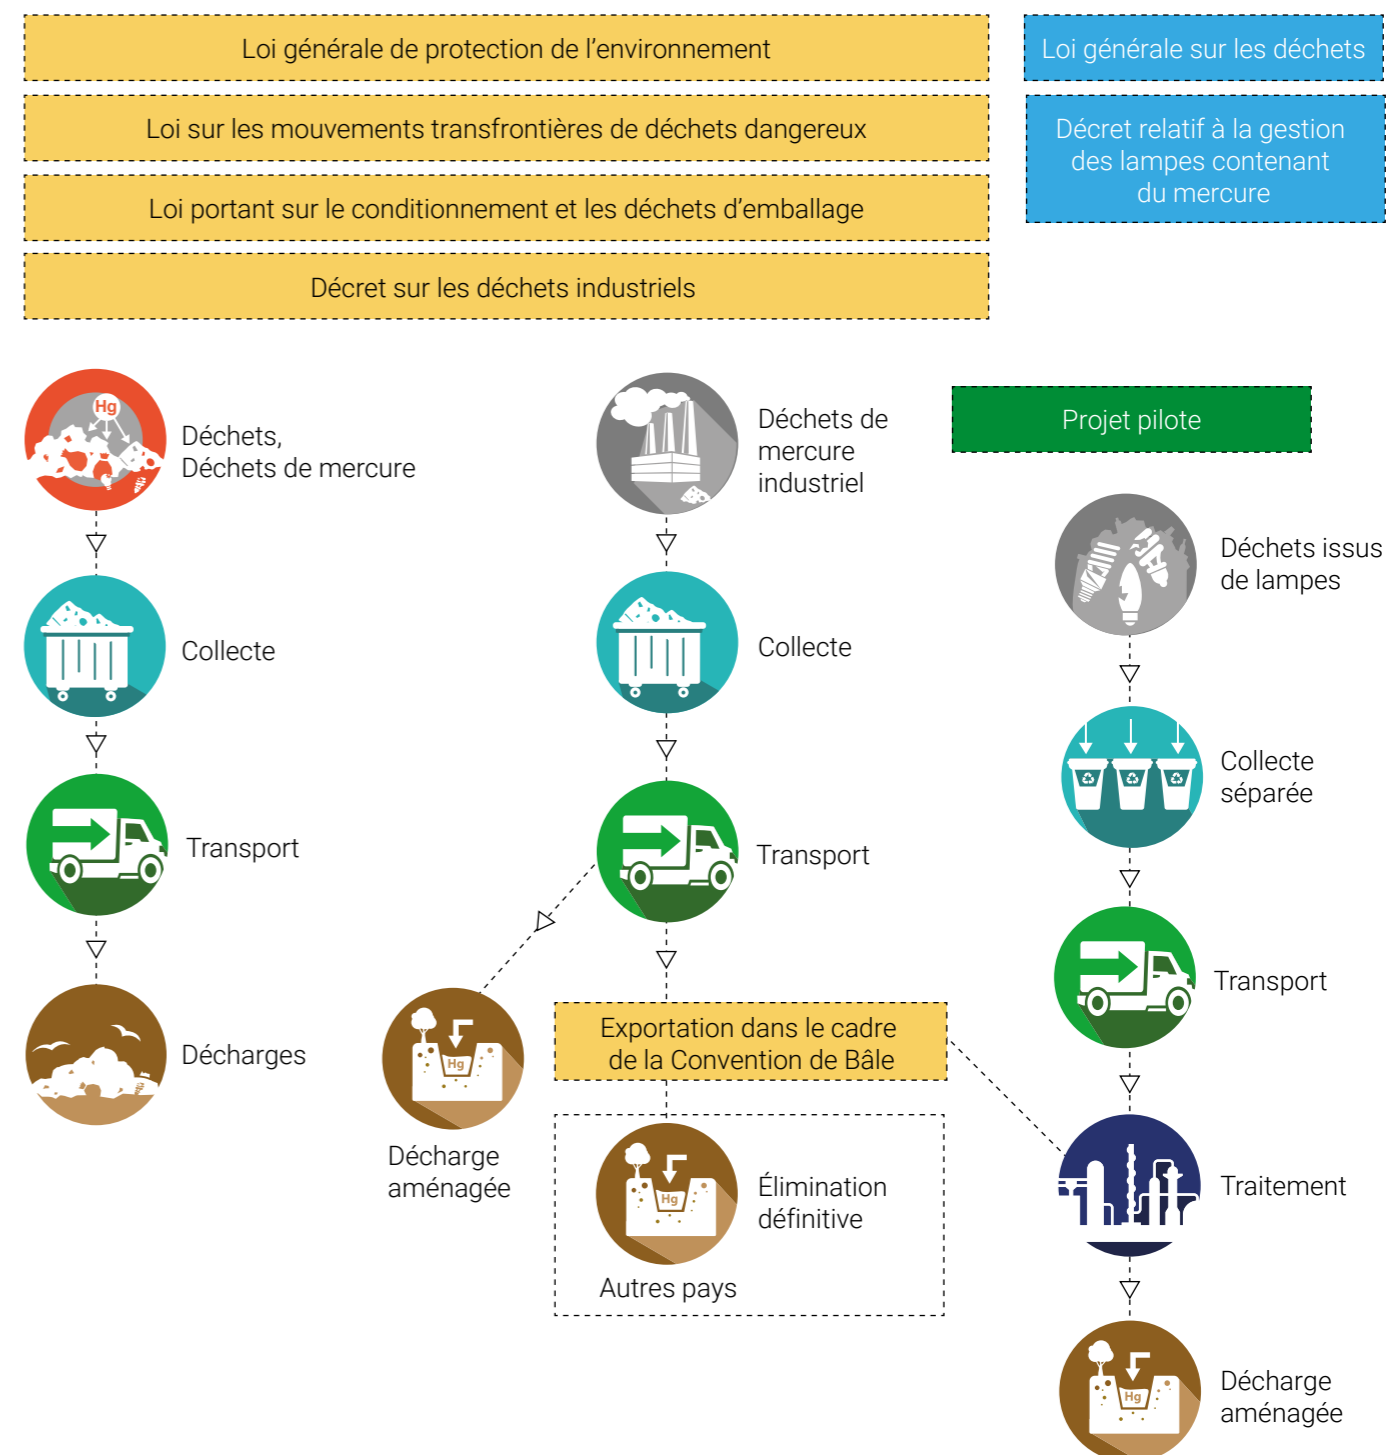 Loi générale de protection de l’environnement
Loi sur les mouvements transfrontières de déchets dangereux
Loi portant sur le conditionnement et les déchets d’emballage
Décret sur les déchets industriels
Loi générale sur les déchets
Décret relatif à la gestion
des lampes contenant
du mercure
Hg
Déchets,
Déchets de mercure
Collecte
Transport
Décharges
Déchets de
mercure
industriel
Collecte
Transport
Hg
Décharge
aménagée
Exportation dans le cadre
de la Convention de Bâle
Hg
Élimination
définitive
Autres pays
Projet pilote
Déchets issus
de lampes
Collecte
séparée
Transport
Traitement
Hg
Décharge
aménagée